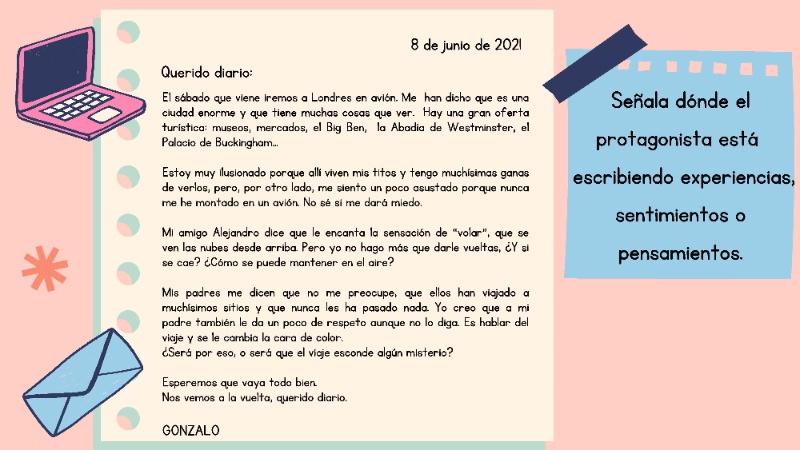 8 de junio de 2021
Querido diario:
El sábado que viene iremos a Londres en avión. Me han dicho que es una
ciudad enorme y que tiene muchas cosas que ver. Hay una gran oferta
turística: museos, mercados, el Big Ben, la Abadía de Westminster, el
Palacio de Buckingham...
Estoy muy ilusionado porque allí viven mis titos y tengo muchísimas ganas
de verlos, pero, por otro lado, me siento un poco asustado porque nunca
me he montado en un avión. No sé si me dará miedo.
Mi amigo Alejandro dice que le encanta la sensación de "volar", que se
ven las nubes desde arriba. Pero yo no hago más que darle vueltas, ¿Y si
se cae? ¿Cómo se puede mantener en el aire?
Mis padres me dicen que no me preocupe, que ellos han viajado a
muchísimos sitios y que nunca les ha pasado nada. Yo creo que a mi
padre también le da un poco de respeto aunque no lo diga. Es hablar del
viaje y se le cambia la cara de color.
¿Será por eso, o será que el viaje esconde algún misterio?
Esperemos que vaya todo bien.
Nos vemos a la vuelta, querido diario.
GONZALO
Señala dónde el
protagonista está
escribiendo experiencias,
sentimientos o
pensamientos.